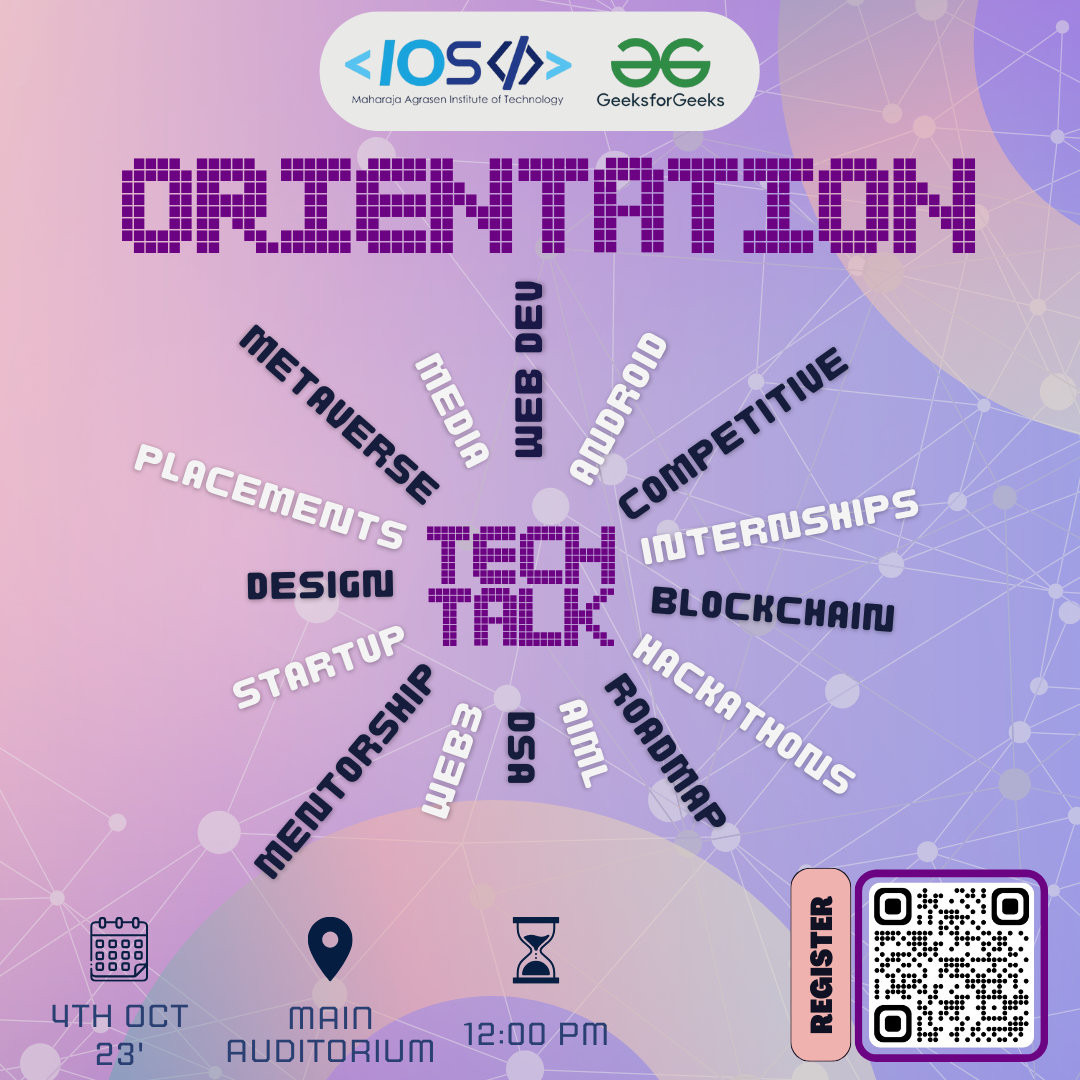 <IOS</>>
Maharaja Agrasen Institute of Technology
GeeksforGeeks
ORIENTATION
WEB DEV
METAVERSE
MEDIA
ANDROID
COMPETITIVE
PLACEMENTS
INTERNSHIPS
TECH
TALK
DESIGN
BLOCKCHAIN
STARTUP
HACKATHONS
MENTORSHIP
WEB3
DSA
AIML
ROADMAP
REGISTER
4TH OCT
23'
MAIN
AUDITORIUM
12:00 PM